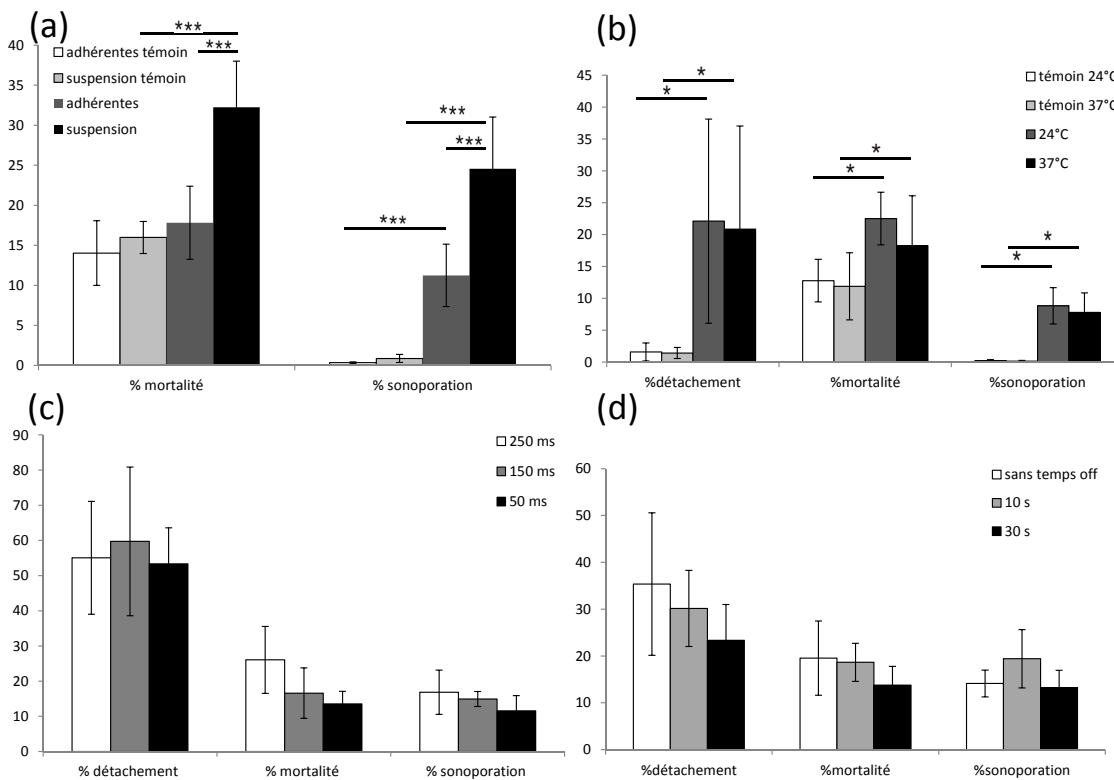 (a)
***
***
40
35
30
25
20
15
10
5
0
adhérentes témoin
suspension témoin
adhérentes
suspension
***
***
***
% mortalité
% sonoporation
(b)
45
40
35
30
25
20
15
10
5
0
*
*
*
*
*
*
témoin 24°C
témoin 37°C
24°C
37°C
%détachement
%mortalité
%sonoporation
(c)
90
80
70
60
50
40
30
20
10
0
250 ms
150 ms
50 ms
% détachement
% mortalité
% sonoporation
(d)
60
50
40
30
20
10
0
sans temps off
10 s
30 s
%détachement
%mortalité
%sonoporation